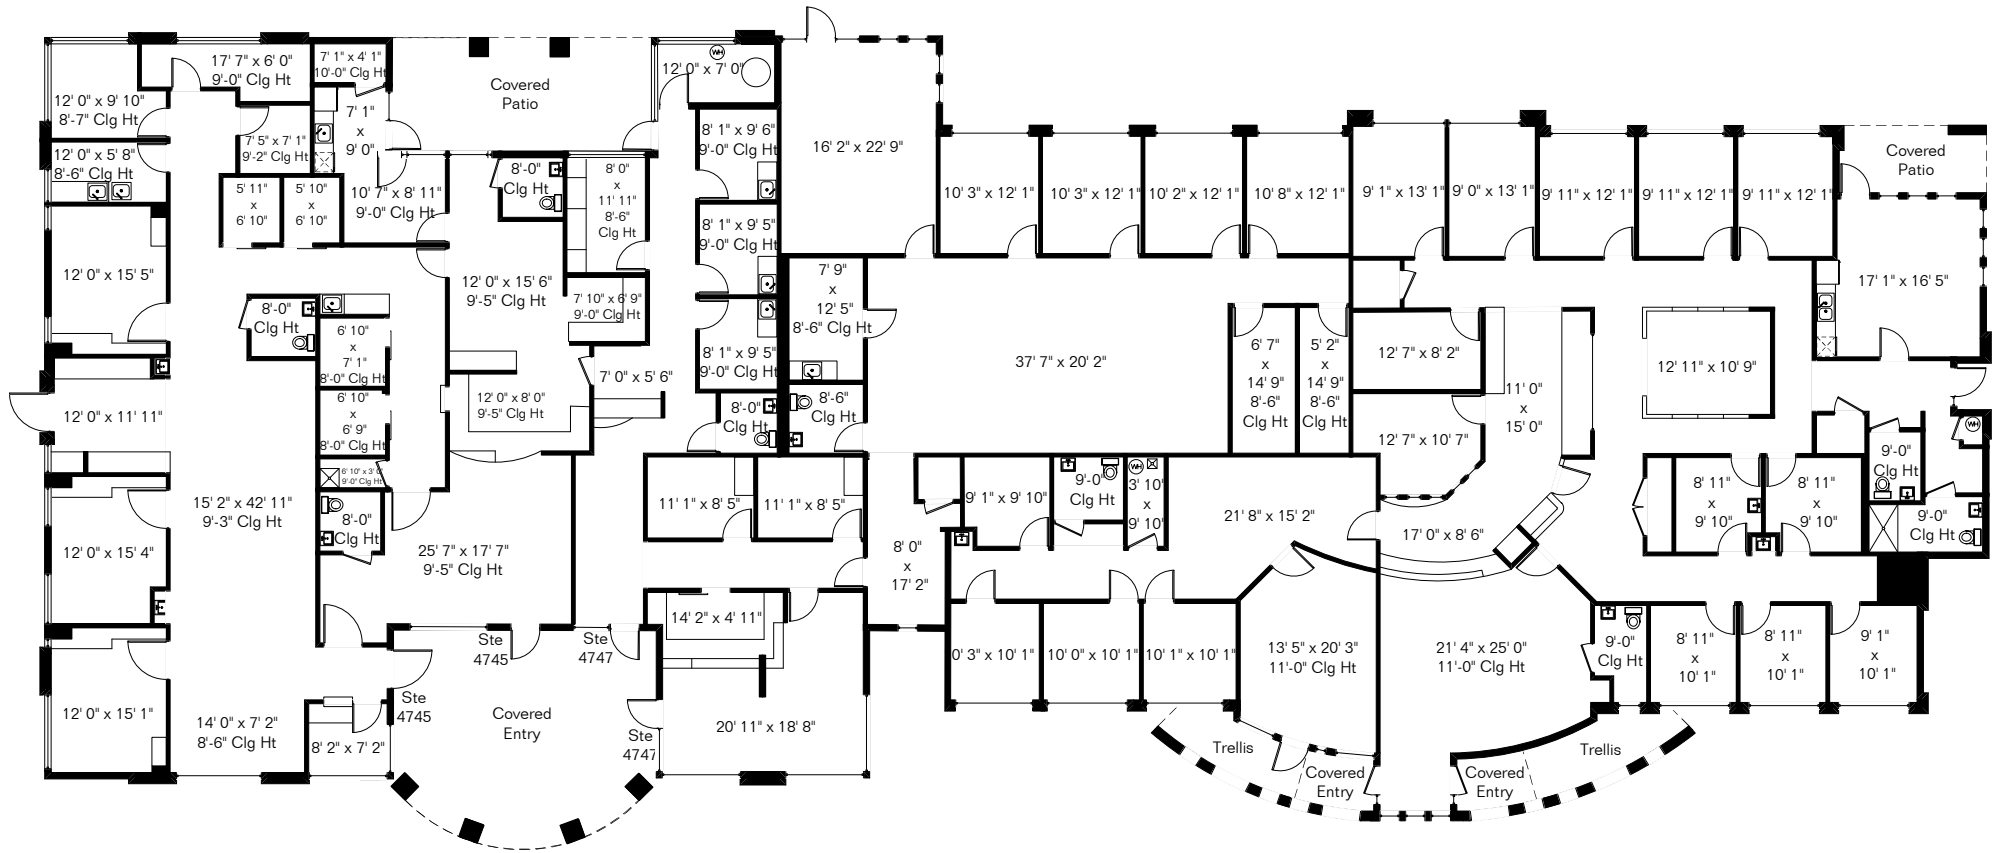 17' 7" x 6' 0"
9'-0" Clg Ht
7' 1" x 4' 1"
10'-0" Clg Ht
Covered
Patio
WH
12' 0" x 7' 0"
12' 0" x 9' 10"
8'-7" Clg Ht
7' 1"
x
9' 0"
7' 5" x 7' 1"
9'-2" Clg Ht
8' 1" x 9' 6"
9'-0" Clg Ht
16' 2" x 22' 9"
12' 0" x 5' 8"
8'-6" Clg Ht
5' 11"
x
6' 10"
5' 10"
x
6' 10"
10' 7" x 8' 11"
9'-0" Clg Ht
8'-0"
Clg Ht
8' 0"
x
11' 11"
8'-6"
Clg Ht
10' 3" x 12' 1"
10' 3" x 12' 1"
10' 2" x 12' 1"
10' 8" x 12' 1"
9' 1" x 13' 1"
9' 0" x 13' 1"
9' 11" x 12' 1"
9' 11" x 12' 1"
9' 11" x 12' 1"
Covered
Patio
8' 1" x 9' 5"
9'-0" Clg Ht
12' 0" x 15' 5"
12' 0" x 15' 6"
9'-5" Clg Ht
7' 10" x 6' 9"
9'-0" Clg Ht
7' 9"
x
12' 5"
8'-6" Clg Ht
17' 1" x 16' 5"
8'-0"
Clg Ht
6' 10"
x
7' 1"
8'-0" Clg Ht
8' 1" x 9' 5"
9'-0" Clg Ht
37' 7" x 20' 2"
6' 7"
x
14' 9"
8'-6"
Clg Ht
5' 2"
x
14' 9"
8'-6"
Clg Ht
12' 7" x 8' 2"
11' 0"
x
15' 0"
12' 11" x 10' 9"
7' 0" x 5' 6"
12' 0" x 8' 0"
9'-5" Clg Ht
12' 0" x 11' 11"
6' 10"
x
6' 9"
8'-0" Clg Ht
8'-0"
Clg Ht
8'-6"
Clg Ht
12' 7" x 10' 7"
WH
6' 10" x 3' 0"
9'-0" Clg Ht
15' 2" x 42' 11"
9'-3" Clg Ht
8'-0"
Clg Ht
11' 1" x 8' 5"
11' 1" x 8' 5"
9' 1" x 9' 10"
9'-0"
Clg Ht
WH
3' 10"
x
9' 10"
21' 8" x 15' 2"
17' 0" x 8' 6"
8' 11"
x
9' 10"
8' 11"
x
9' 10"
9'-0"
Clg Ht
9'-0"
Clg Ht
12' 0" x 15' 4"
25' 7" x 17' 7"
9'-5" Clg Ht
8' 0"
x
17' 2"
14' 2" x 4' 11"
Ste
4745
Ste
4747
0' 3" x 10' 1"
10' 0" x 10' 1"
10' 1" x 10' 1"
13' 5" x 20' 3"
11'-0" Clg Ht
21' 4" x 25' 0"
11'-0" Clg Ht
9'-0"
Clg Ht
8' 11"
x
10' 1"
8' 11"
x
10' 1"
9' 1"
x
10' 1"
12' 0" x 15' 1"
14' 0" x 7' 2"
8'-6" Clg Ht
8' 2" x 7' 2"
Ste
4745
Covered
Entry
Ste
4747
20' 11" x 18' 8"
Trellis
Covered
Entry
Covered
Entry
Trellis